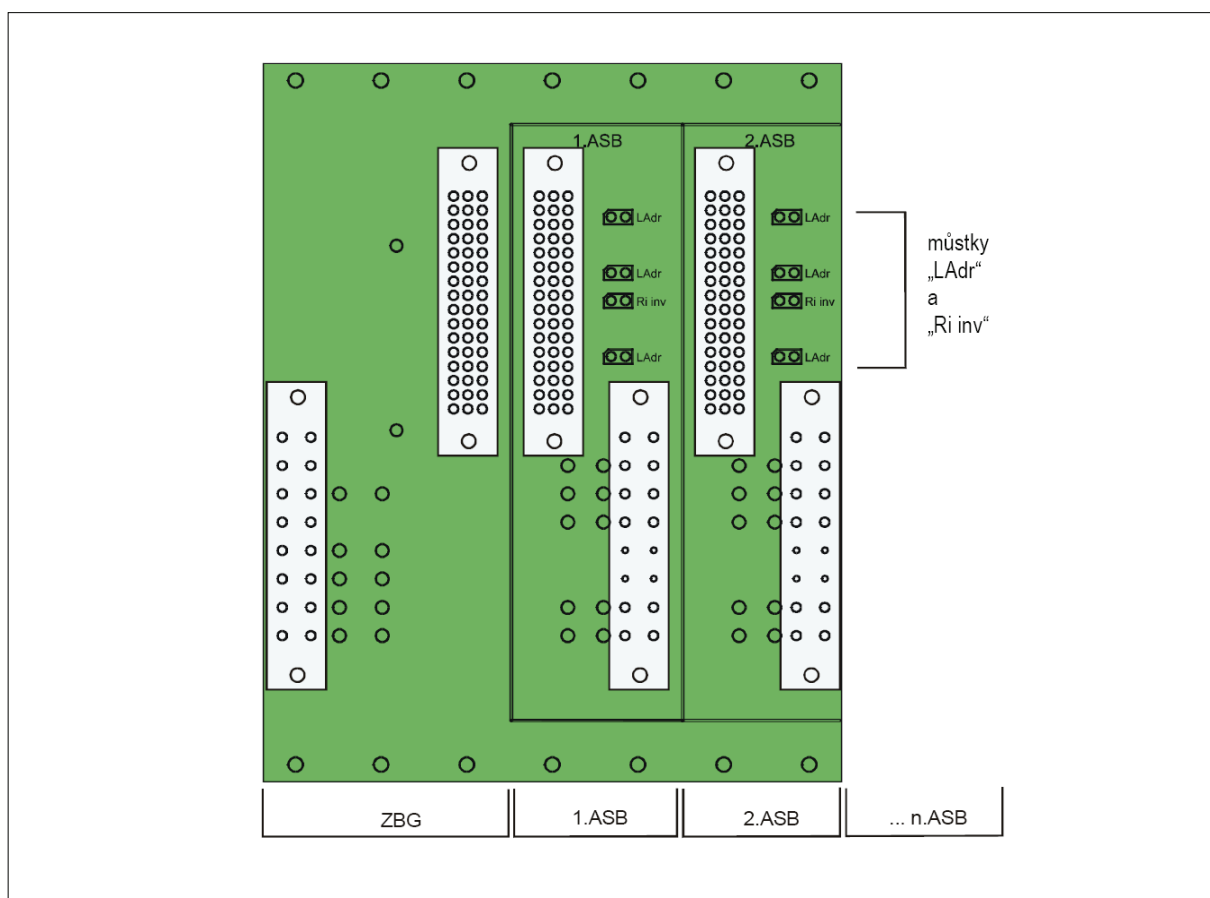 1.ASB
2.ASB
LAdr
LAdr
LAdr
LAdr
Ri inv
Ri inv
LAdr
LAdr
můstky
„LAdr“
a
„Ri inv“
ZBG
1.ASB
2.ASB
... n.ASB